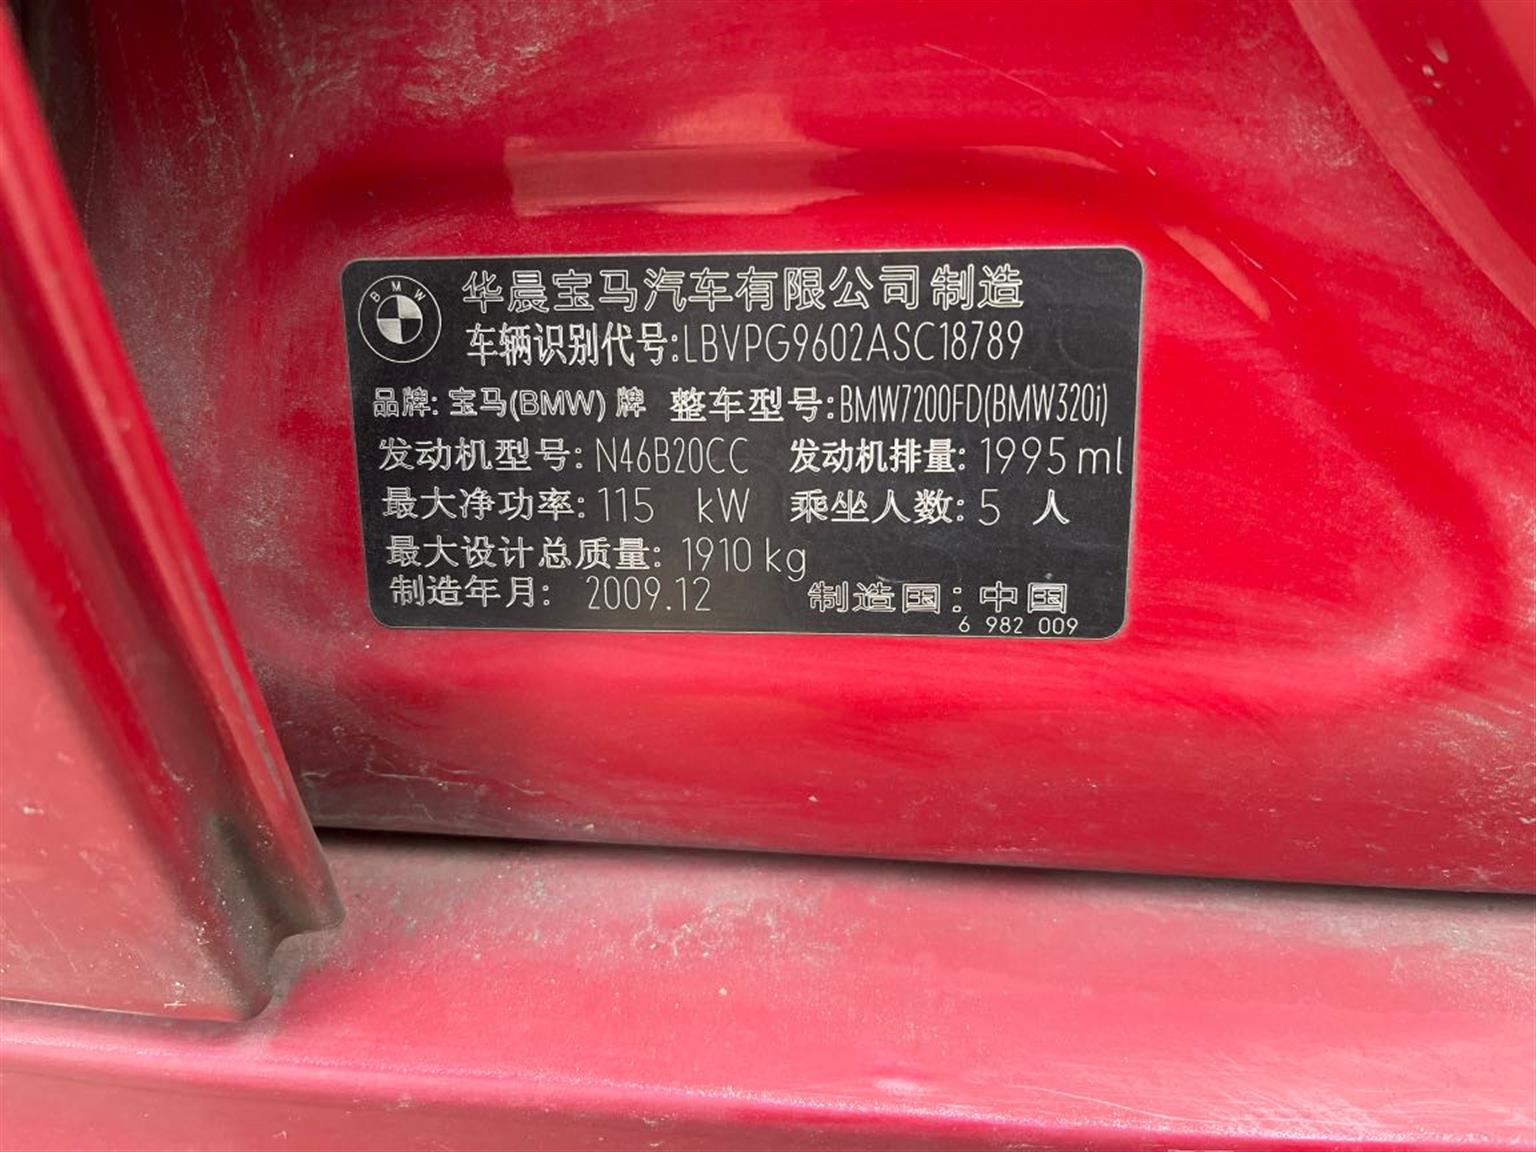 BMW
华晨宝马汽车有限公司制造
车辆识别代号:LBVPG9602ASC18789
品牌: 宝马(BMW) 牌 整车型号:BMW7200FD(BMW320i)
发动机型号: N46B20CC 发动机排量: 1995 ml
最大净功率: 115 kW 乘坐人数: 5 人
最大设计总质量: 1910 kg
制造年月: 2009.12 制造国: 中国
6 982 009